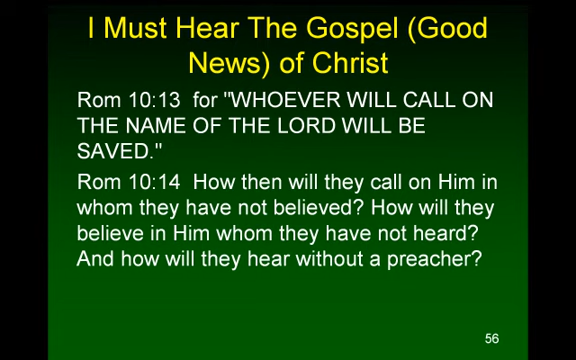 I Must Hear The Gospel (Good
News) of Christ
Rom 10:13 for "WHOEVER WILL CALL ON
THE NAME OF THE LORD WILL BE
SAVED."
Rom 10:14 How then will they call on Him in
whom they have not believed? How will they
believe in Him whom they have not heard?
And how will they hear without a preacher?
56